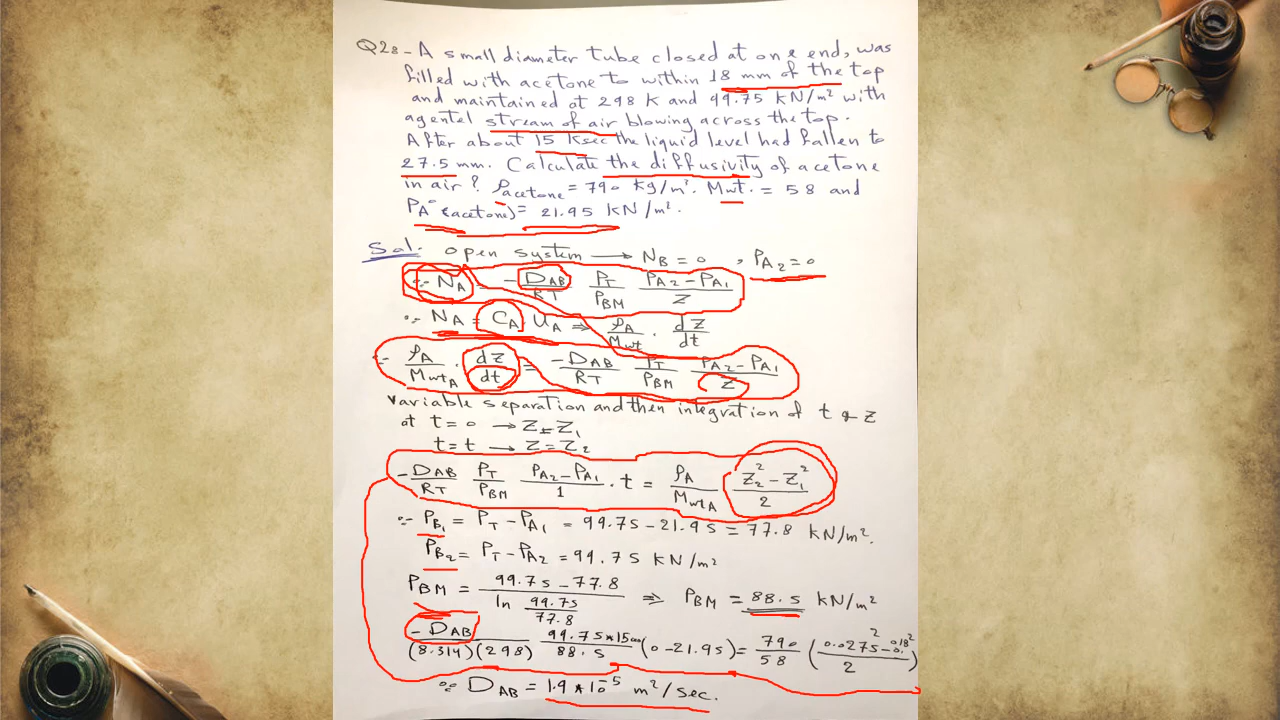 Q2:- A small diameter tube closed at one end, was
filled with acetone to within 18 mm of the top
and maintained at 298 K and 99.75 KN/m² with
agentel stream of air blowing across the top.
After about 15 Ksec the liquid level had fallen to
27.5 mm. Calculate the diffusivity of acetone
in air? ρacetone = 790 Kg/m³. Mwt. = 58 and
PA° (acetone) = 21.95 KN/m².
Sol. open system → NB = 0 , PA2 = 0
∵ NA = -DAB/RT PT/PBM (PA2 - PA1)/Z
∵ NA = CA UA ⇒ ρA/Mwt . dZ/dt
∴ ρA/MwtA . dz/dt = -DAB/RT PT/PBM (PA2 - PA1)/Z
variable separation and then integration of t & z
at t = 0 → Z = Z1
t = t → Z = Z2
-DAB/RT PT/PBM (PA2 - PA1)/1 . t = ρA/MwtA (Z2² - Z1²)/2
∵ PB1 = PT - PA1 = 99.75 - 21.95 = 77.8 KN/m².
PB2 = PT - PA2 = 99.75 KN/m²
PBM = (99.75 - 77.8)/(ln 99.75/77.8) ⇒ PBM = 88.5 KN/m²
-DAB/(8.314)(298) 99.75*15000/88.5 (0 - 21.95) = 790/58 (0.0275² - 0.018²/2)
∴ DAB = 1.9 * 10⁻⁵ m²/sec.